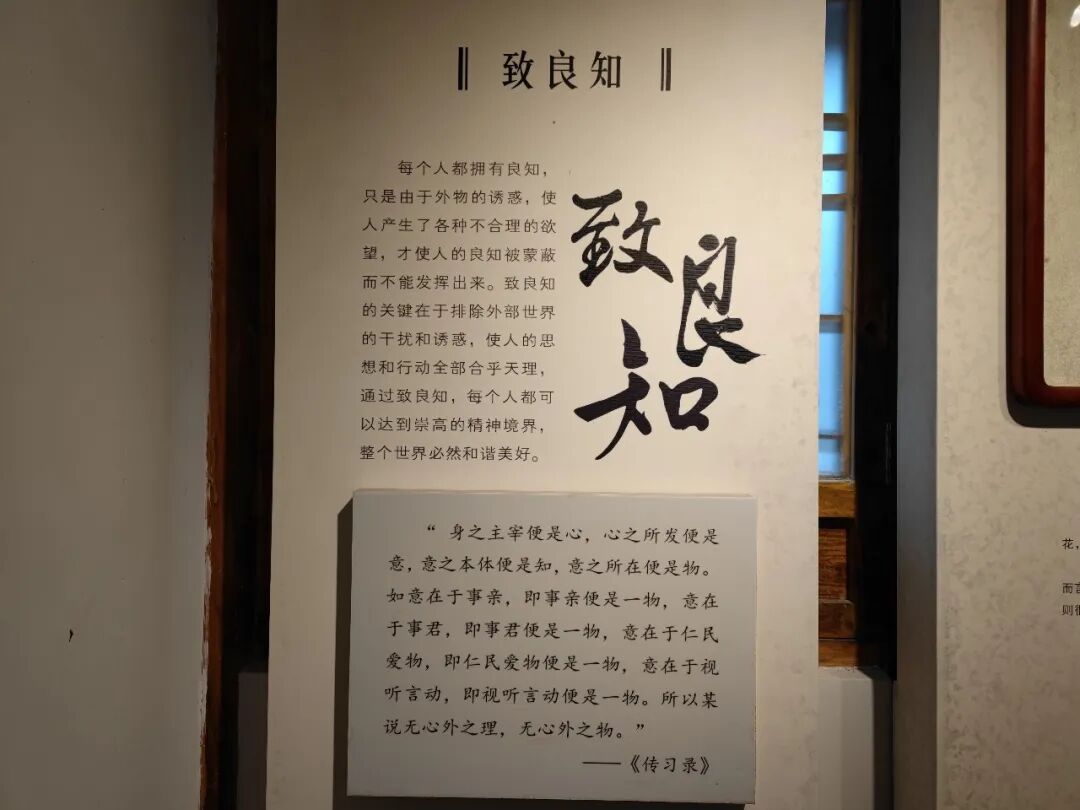 致良知
每个人都拥有良知，
只是由于外物的诱惑，使
人产生了各种不合理的欲
望，才使人的良知被蒙蔽
而不能发挥出来。致良知
的关键在于排除外部世界
的干扰和诱惑，使人的思
想和行动全部合乎天理，
通过致良知，每个人都可
以达到崇高的精神境界，
整个世界必然和谐美好。
致良知
“身之主宰便是心，心之所发便是
意，意之本体便是知，意之所在便是物。
如意在于事亲，即事亲便是一物，意在
于事君，即事君便是一物，意在于仁民
爱物，即仁民爱物便是一物，意在于视
听言动，即视听言动便是一物。所以某
说无心外之理，无心外之物。”
——《传习录》
花，
而言
则很